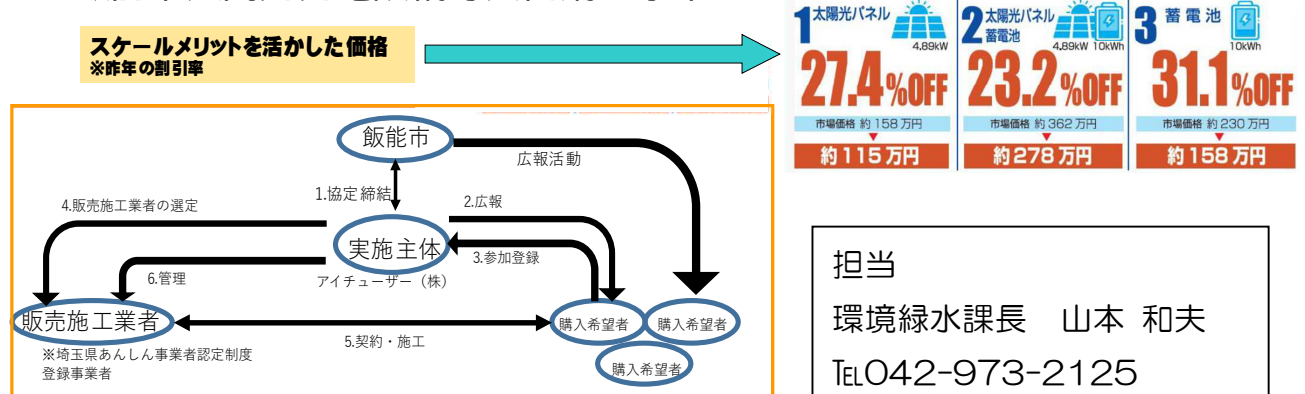 スケールメリットを活かした価格
※昨年の割引率
1 太陽光パネル
4.89kW
27.4%OFF
市場価格 約158万円
約115万円
2 太陽光パネル
蓄電池
4.89kW 10kWh
23.2%OFF
市場価格 約362万円
約278万円
3 蓄電池
10kWh
31.1%OFF
市場価格 約230万円
約158万円
飯能市
広報活動
1.協定締結
4.販売施工業者の選定
2.広報
実施主体
3.参加登録
6.管理
アイチューザー（株）
販売施工業者
購入希望者
購入希望者
5.契約・施工
※埼玉県あんしん事業者認定制度
登録事業者
購入希望者
担当
環境緑水課長　山本 和夫
℡042-973-2125